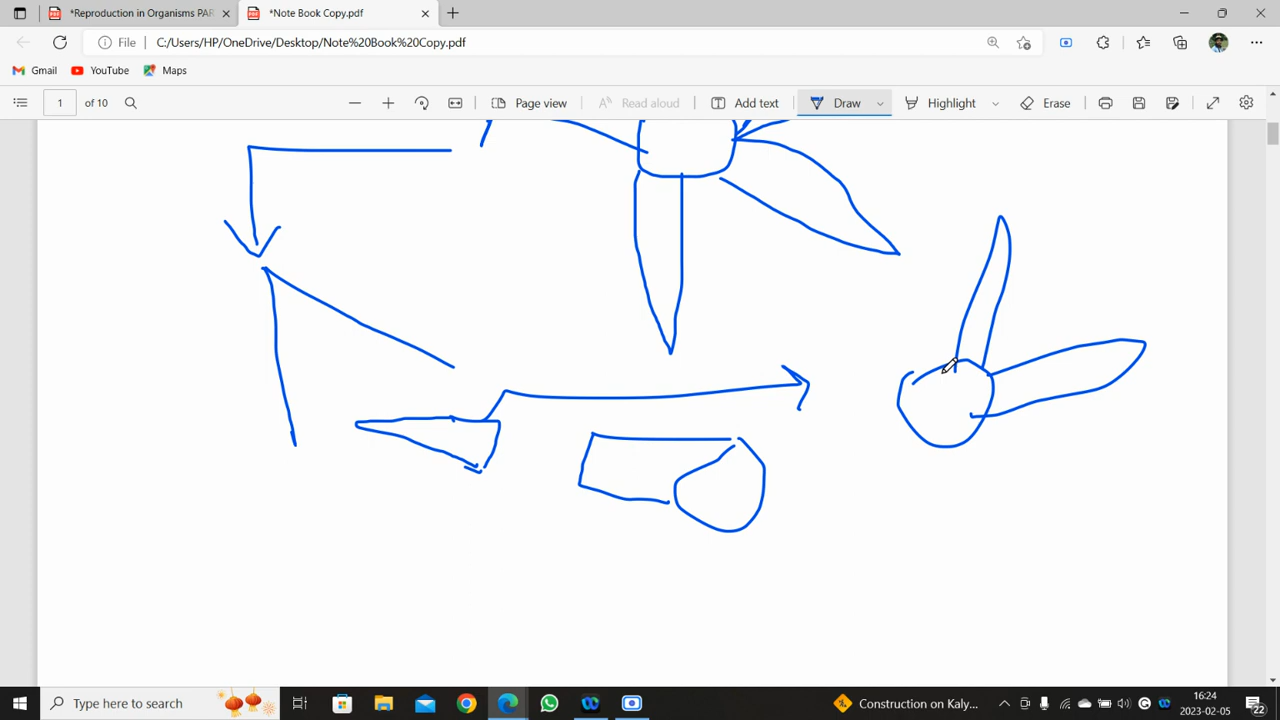 *Reproduction in Organisms PAR
*Note Book Copy.pdf
File
C:/Users/HP/OneDrive/Desktop/Note%20Book%20Copy.pdf
Gmail
YouTube
Maps
1 of 10
Page view
Read aloud
Add text
Draw
Highlight
Erase
Type here to search
Construction on Kaly...
16:24
2023-02-05
22